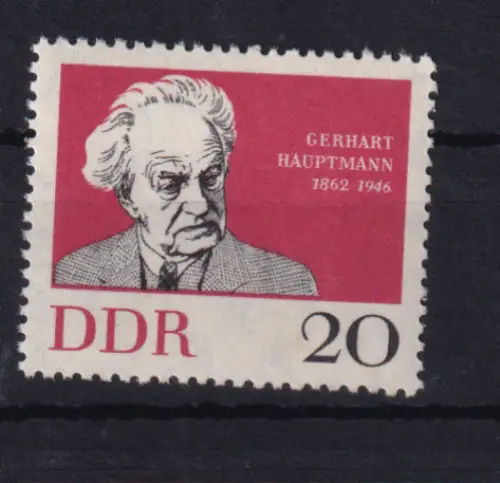 GERHART
HAUPTMANN
1862 1946
DDR 20